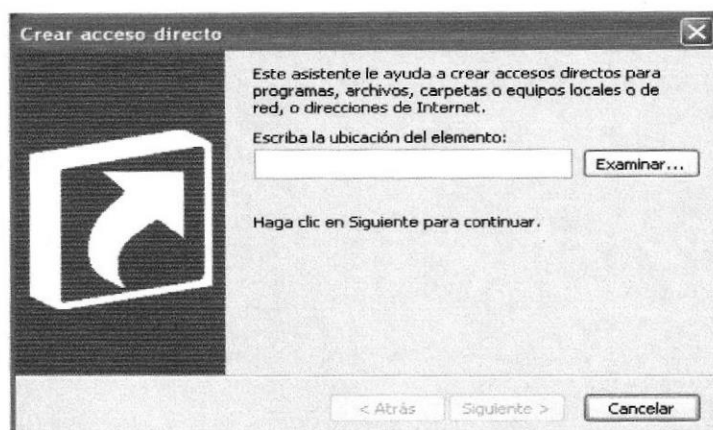 Crear acceso directo
Este asistente le ayuda a crear accesos directos para
programas, archivos, carpetas o equipos locales o de
red, o direcciones de Internet.
Escriba la ubicación del elemento:
Examinar...
Haga clic en Siguiente para continuar.
< Atrás
Siguiente >
Cancelar